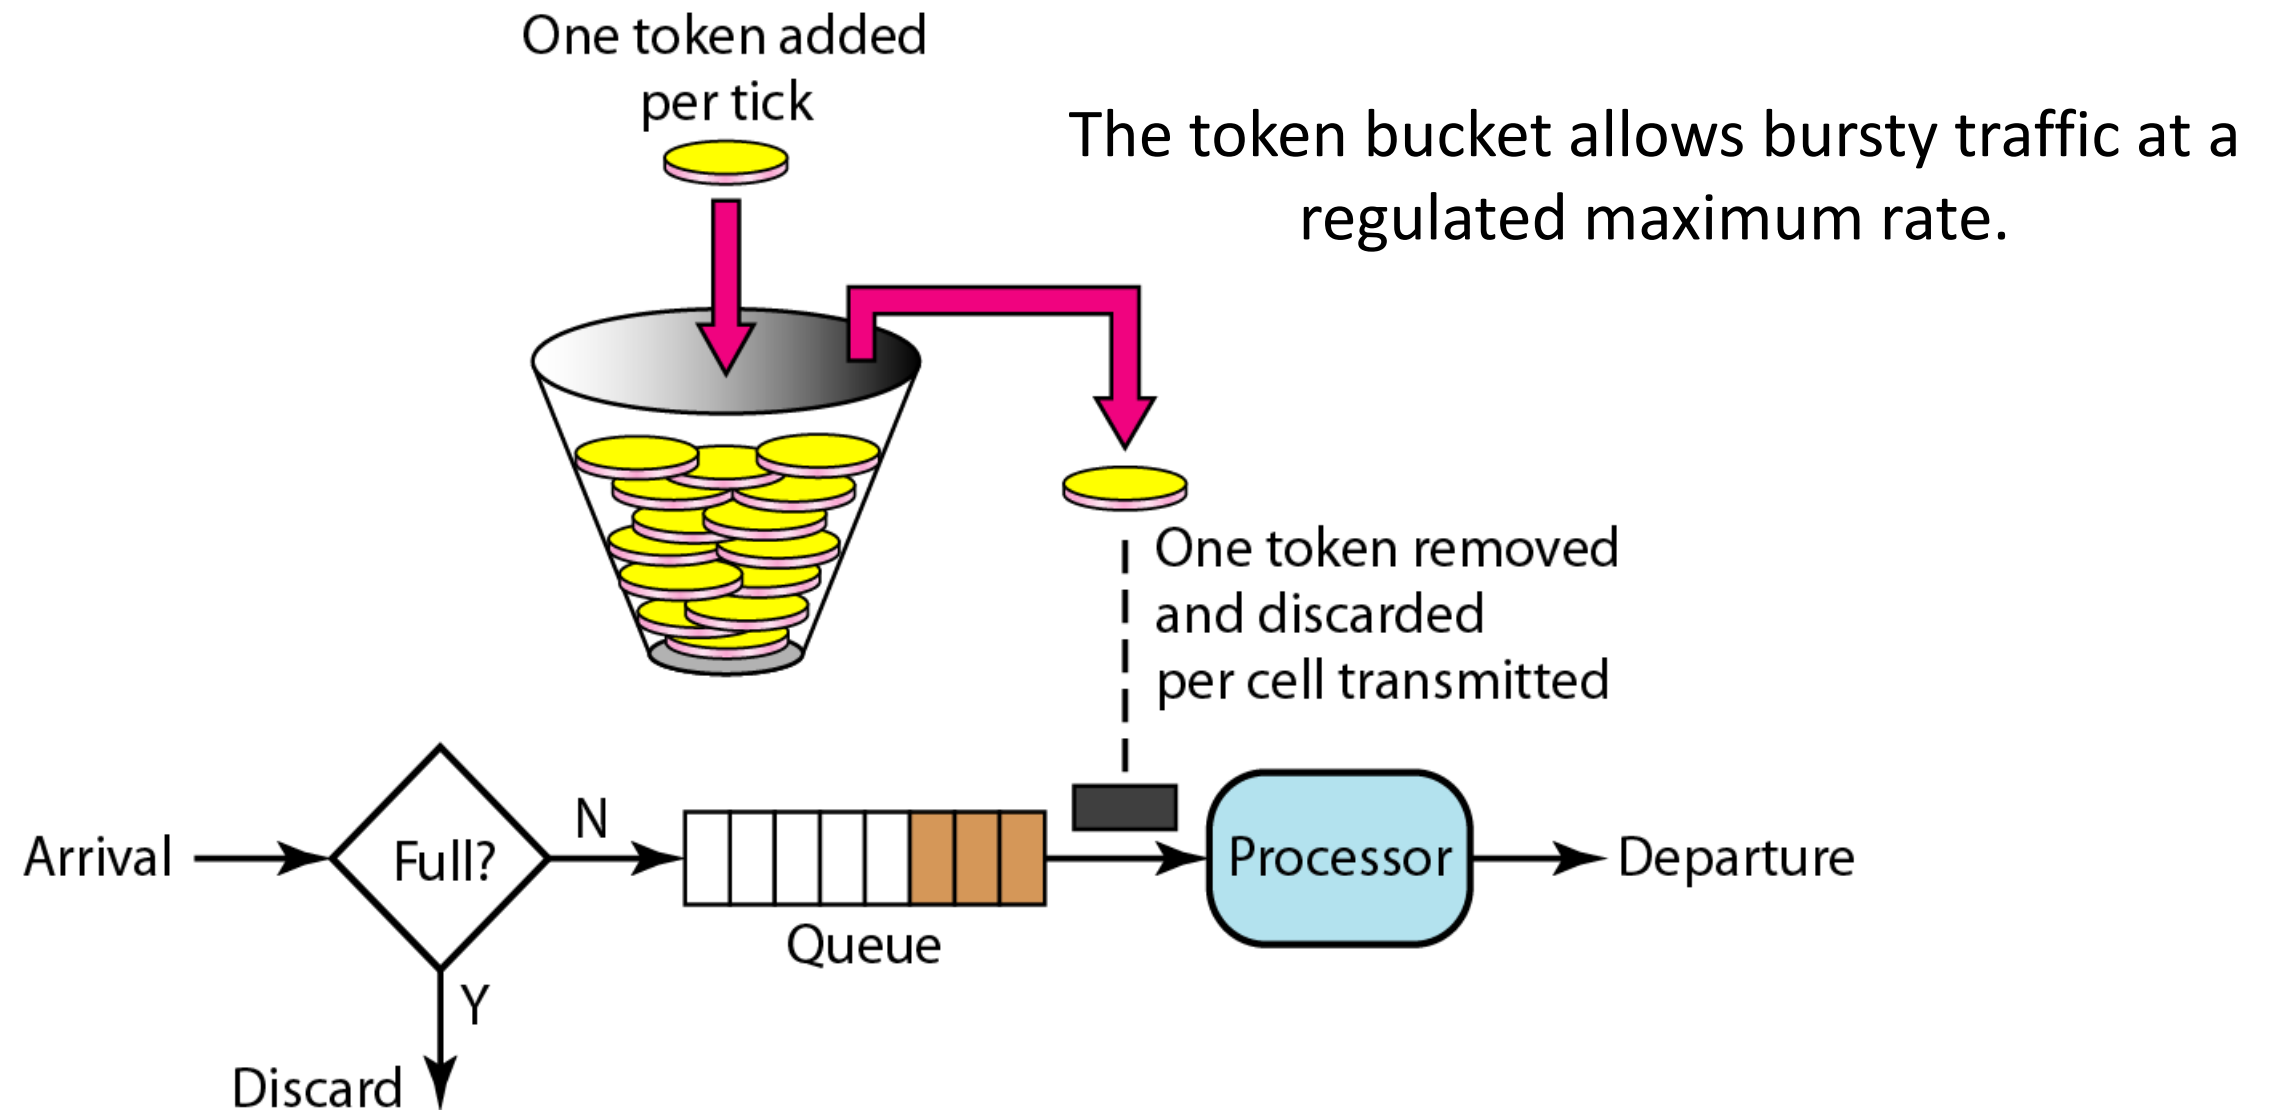 One token added
per tick
The token bucket allows bursty traffic at a
regulated maximum rate.
One token removed
and discarded
per cell transmitted
Arrival
Full?
N
Y
Discard
Queue
Processor
Departure